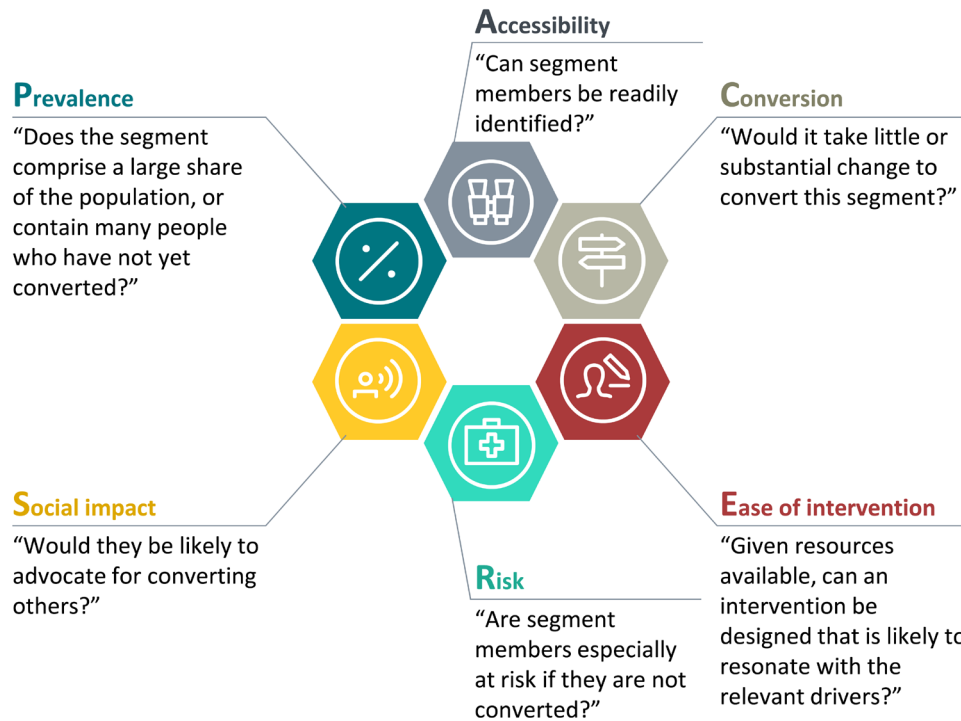 Accessibility
“Can segment
members be readily
identified?”
Prevalence
“Does the segment
comprise a large share
of the population, or
contain many people
who have not yet
converted?”
Conversion
“Would it take little or
substantial change to
convert this segment?”
Social impact
“Would they be likely to
advocate for converting
others?”
Risk
“Are segment
members especially
at risk if they are not
converted?”
Ease of intervention
“Given resources
available, can an
intervention be
designed that is likely to
resonate with the
relevant drivers?”